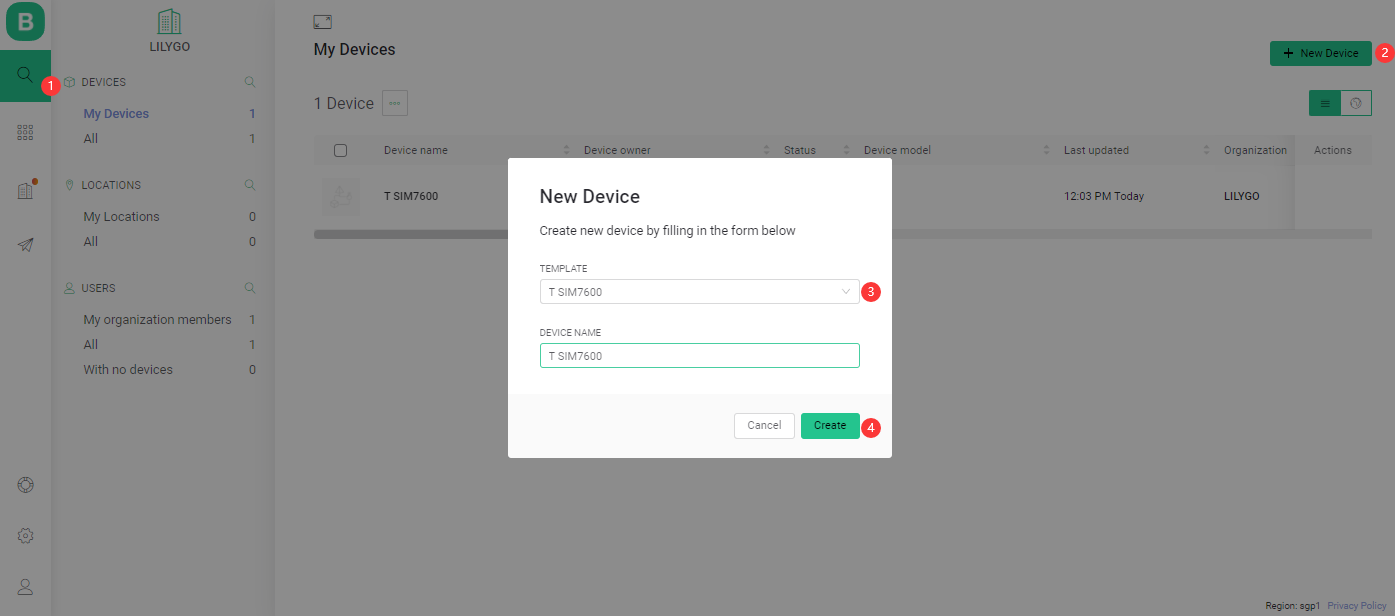 B
LILYGO
1
DEVICES
My Devices 1
All 1
LOCATIONS
My Locations 0
All 0
USERS
My organization members 1
All 1
With no devices 0
My Devices
+ New Device 2
1 Device
Device name Device owner Status Device model Last updated Organization Actions
T SIM7600 12:03 PM Today LILYGO
New Device
Create new device by filling in the form below
TEMPLATE
T SIM7600 3
DEVICE NAME
T SIM7600
Cancel Create 4
Region: sgp1 Privacy Policy